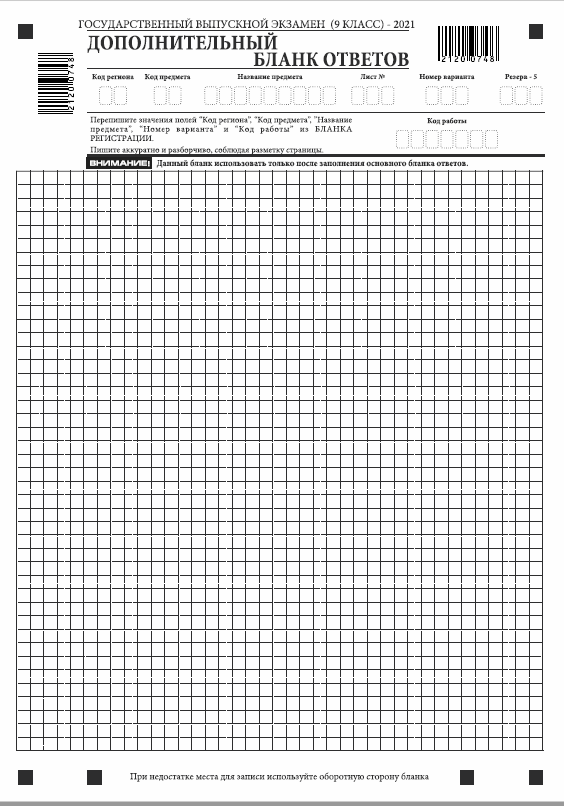 ГОСУДАРСТВЕННЫЙ ВЫПУСКНОЙ ЭКЗАМЕН (9 КЛАСС) - 2021
ДОПОЛНИТЕЛЬНЫЙ
БЛАНК ОТВЕТОВ
21200748
21200748
Код региона Код предмета Название предмета Лист № Номер варианта Резерв - 5
Перепишите значения полей "Код региона", "Код предмета", "Название
предмета", "Номер варианта" и "Код работы" из БЛАНКА
РЕГИСТРАЦИИ.
Пишите аккуратно и разборчиво, соблюдая разметку страницы.
Код работы
ВНИМАНИЕ! Данный бланк использовать только после заполнения основного бланка ответов.
При недостатке места для записи используйте оборотную сторону бланка